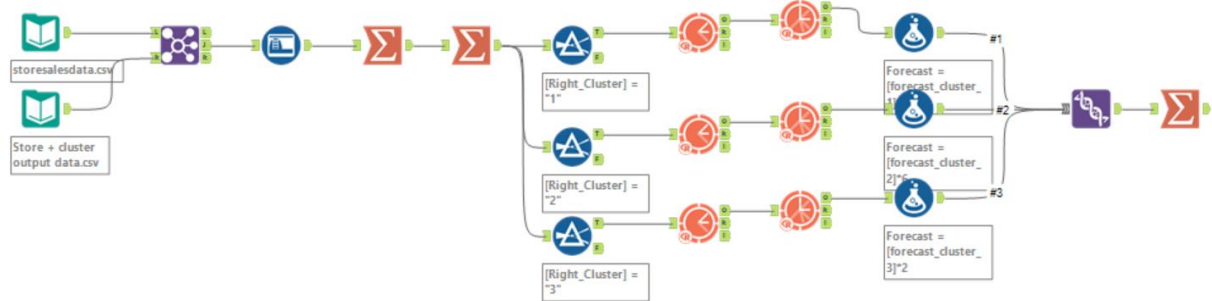 storesalesdata.csv
Store + cluster
output data.csv
L
R
L
J
R
[Right_Cluster] =
"1"
T
F
O
R
I
O
R
I
Forecast =
[forecast_cluster_
#1
[Right_Cluster] =
"2"
T
F
O
R
I
O
R
I
Forecast =
[forecast_cluster_
2]*6
#2
[Right_Cluster] =
"3"
T
F
O
R
I
O
R
I
Forecast =
[forecast_cluster_
3]*2
#3